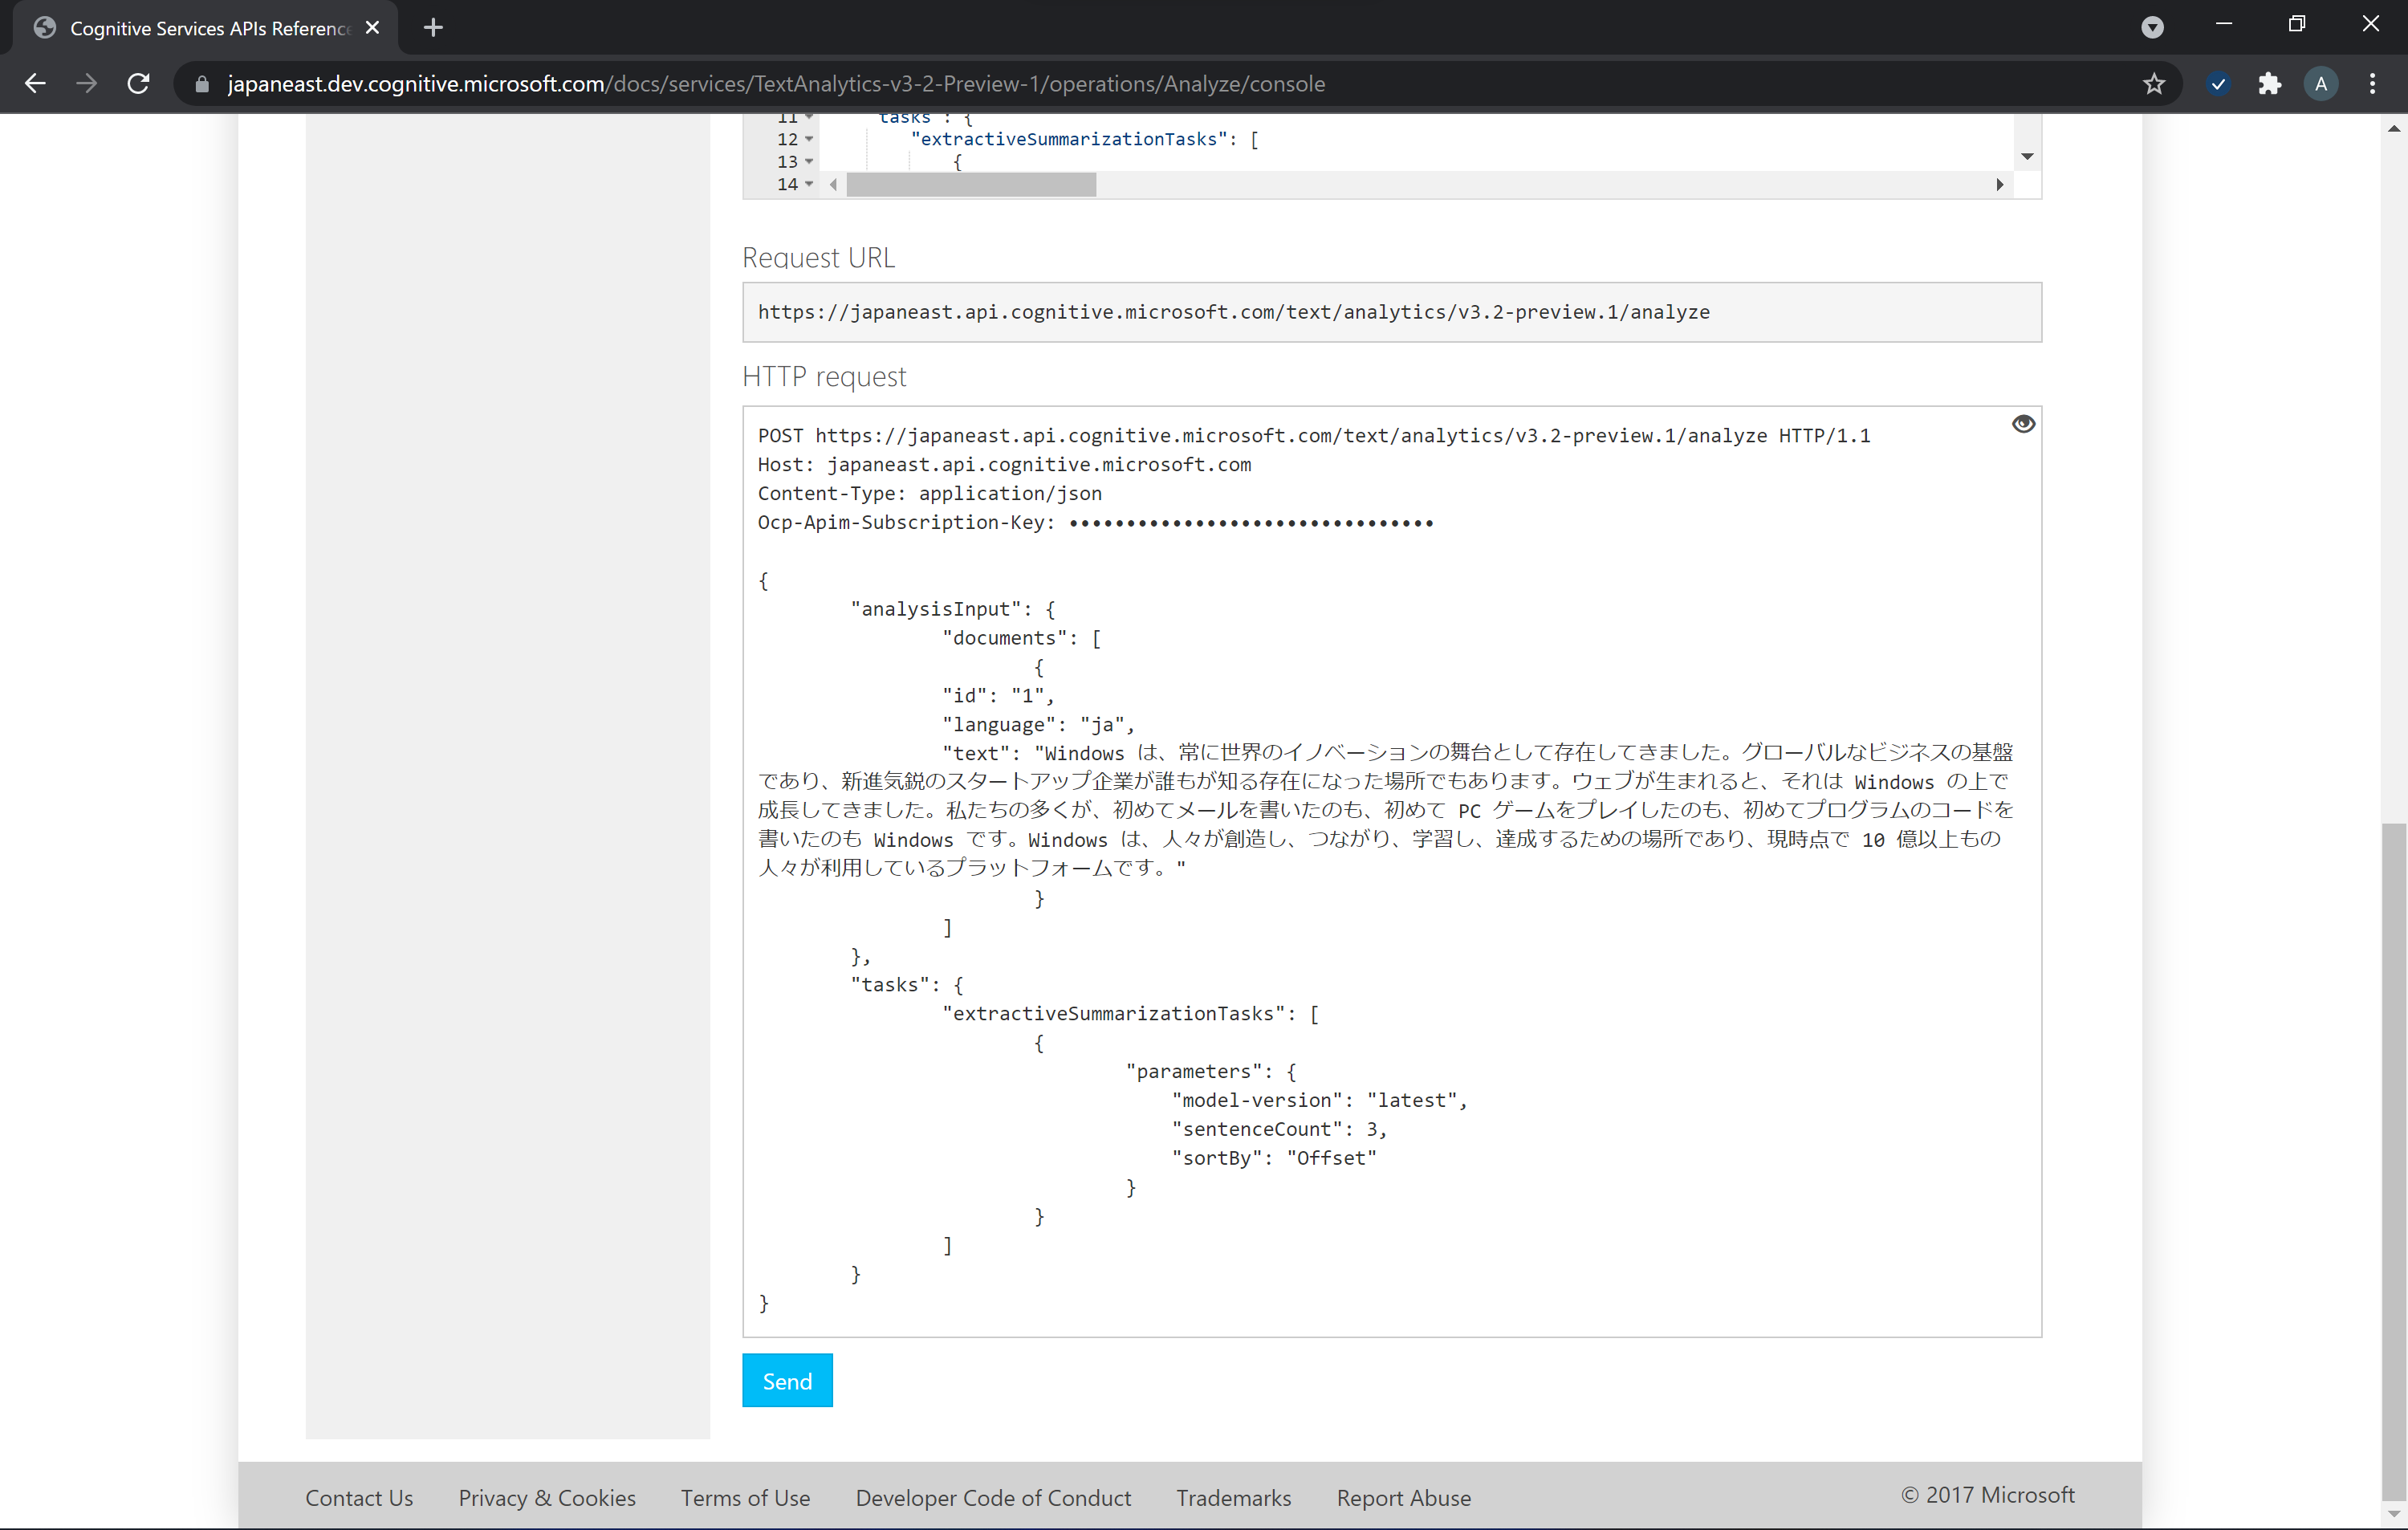 Cognitive Services APIs Reference
japaneast.dev.cognitive.microsoft.com/docs/services/TextAnalytics-v3-2-Preview-1/operations/Analyze/console
A
11 "tasks": {
12 "extractiveSummarizationTasks": [
13 {
14
Request URL
https://japaneast.api.cognitive.microsoft.com/text/analytics/v3.2-preview.1/analyze
HTTP request
POST https://japaneast.api.cognitive.microsoft.com/text/analytics/v3.2-preview.1/analyze HTTP/1.1
Host: japaneast.api.cognitive.microsoft.com
Content-Type: application/json
Ocp-Apim-Subscription-Key: ••••••••••••••••••••••••••••••••
{
"analysisInput": {
"documents": [
{
"id": "1",
"language": "ja",
"text": "Windows は、常に世界のイノベーションの舞台として存在してきました。グローバルなビジネスの基盤
であり、新進気鋭のスタートアップ企業が誰もが知る存在になった場所でもあります。ウェブが生まれると、それは Windows の上で
成長してきました。私たちの多くが、初めてメールを書いたのも、初めて PC ゲームをプレイしたのも、初めてプログラムのコードを
書いたのも Windows です。Windows は、人々が創造し、つながり、学習し、達成するための場所であり、現時点で 10 億以上もの
人々が利用しているプラットフォームです。"
}
]
},
"tasks": {
"extractiveSummarizationTasks": [
{
"parameters": {
"model-version": "latest",
"sentenceCount": 3,
"sortBy": "Offset"
}
}
]
}
}
Send
Contact Us Privacy & Cookies Terms of Use Developer Code of Conduct Trademarks Report Abuse © 2017 Microsoft